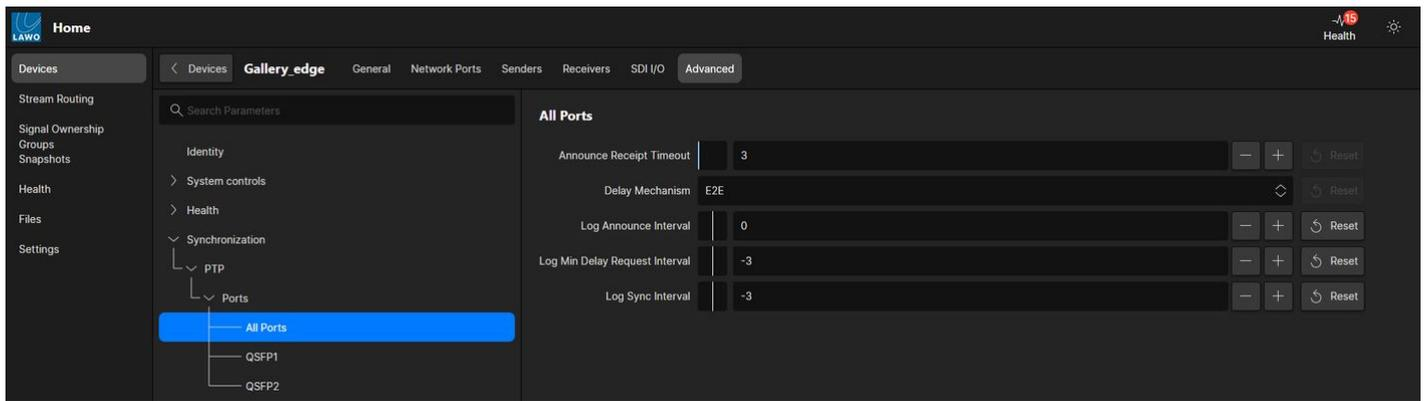 LAWO
Home
15
Health
Devices
Stream Routing
Signal Ownership
Groups
Snapshots
Health
Files
Settings
Devices Gallery_edge General Network Ports Senders Receivers SDI I/O Advanced
Search Parameters
Identity
System controls
Health
Synchronization
PTP
Ports
All Ports
QSFP1
QSFP2
All Ports
Announce Receipt Timeout 3 Reset
Delay Mechanism E2E Reset
Log Announce Interval 0 Reset
Log Min Delay Request Interval -3 Reset
Log Sync Interval -3 Reset